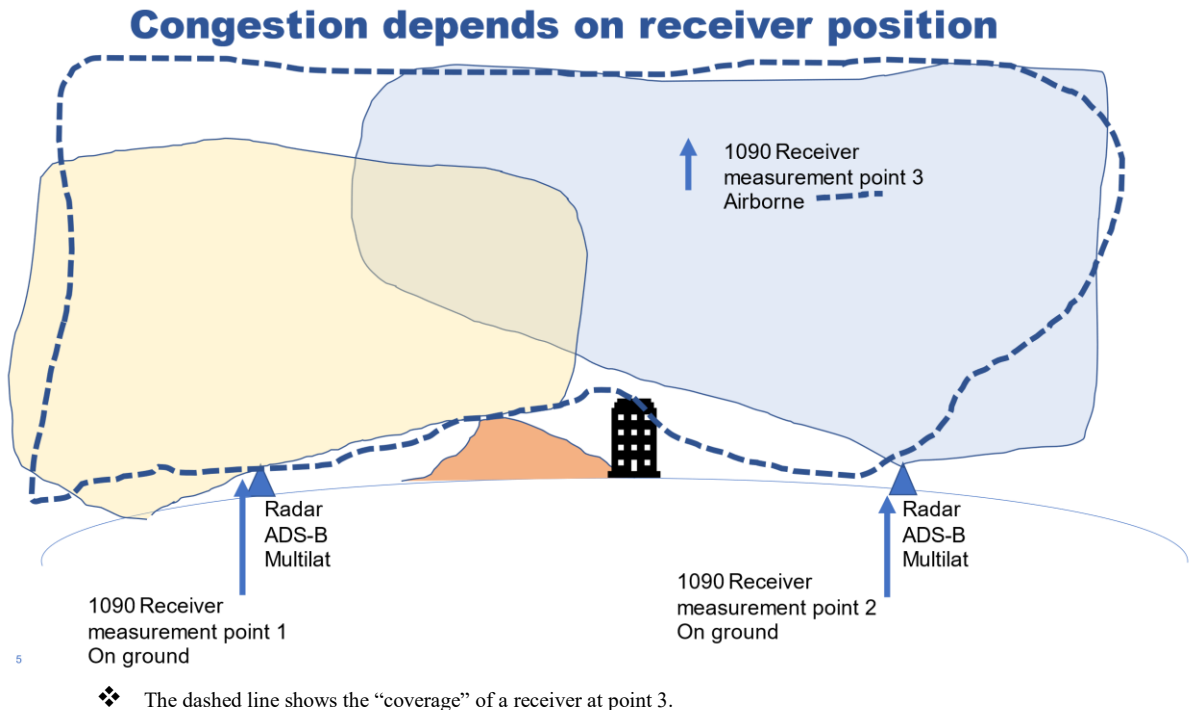 Congestion depends on receiver position
1090 Receiver
measurement point 3
Airborne
Radar
ADS-B
Multilat
Radar
ADS-B
Multilat
1090 Receiver
measurement point 1
On ground
1090 Receiver
measurement point 2
On ground
5
❖ The dashed line shows the “coverage” of a receiver at point 3.